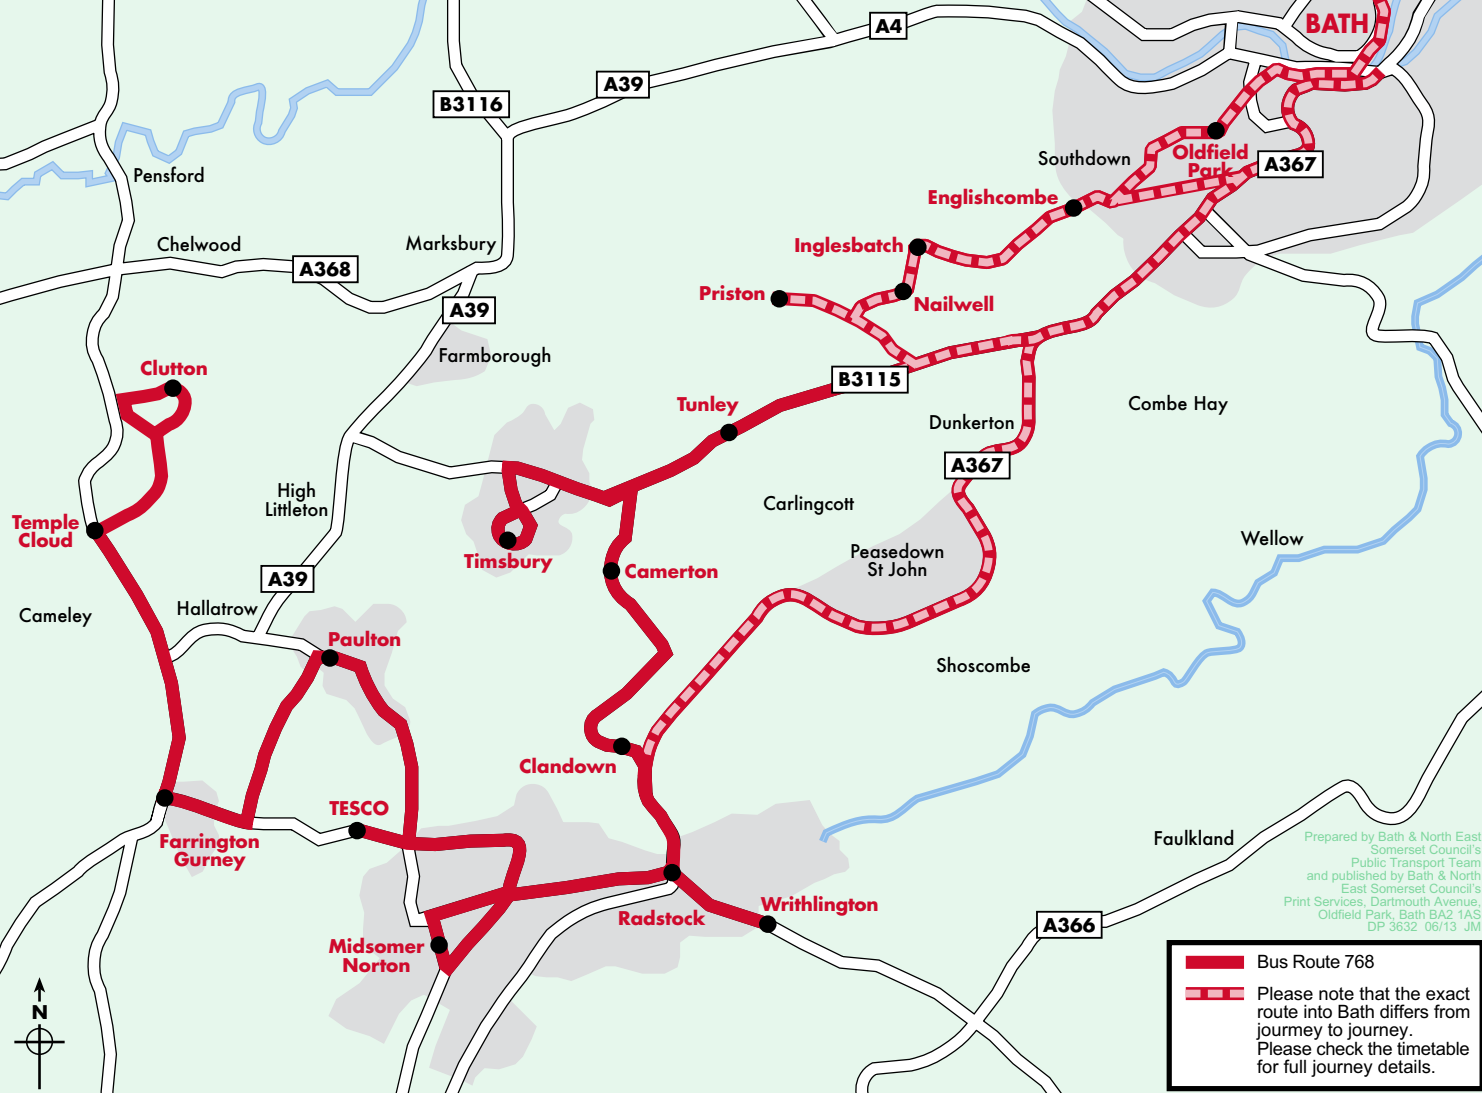 BATH
A4
A39
B3116
Southdown
Oldfield
Park
A367
Pensford
Englishcombe
Chelwood
Marksbury
Inglesbatch
A368
Priston
Nailwell
A39
Farmborough
Clutton
B3115
Tunley
Dunkerton
Combe Hay
A367
High
Littleton
Carlingcott
Temple
Cloud
Wellow
Timsbury
Peasedown
St John
Camerton
A39
Cameley
Hallatrow
Paulton
Shoscombe
Clandown
TESCO
Farrington
Gurney
Faulkland
Prepared by Bath & North East
Somerset Council's
Public Transport Team
and published by Bath & North
East Somerset Council's
Print Services, Dartmouth Avenue,
Oldfield Park, Bath BA2 1AS
DP 3632 06/13 JM
Radstock
Writhlington
A366
Midsomer
Norton
N
Bus Route 768
Please note that the exact
route into Bath differs from
jourmey to journey.
Please check the timetable
for full journey details.